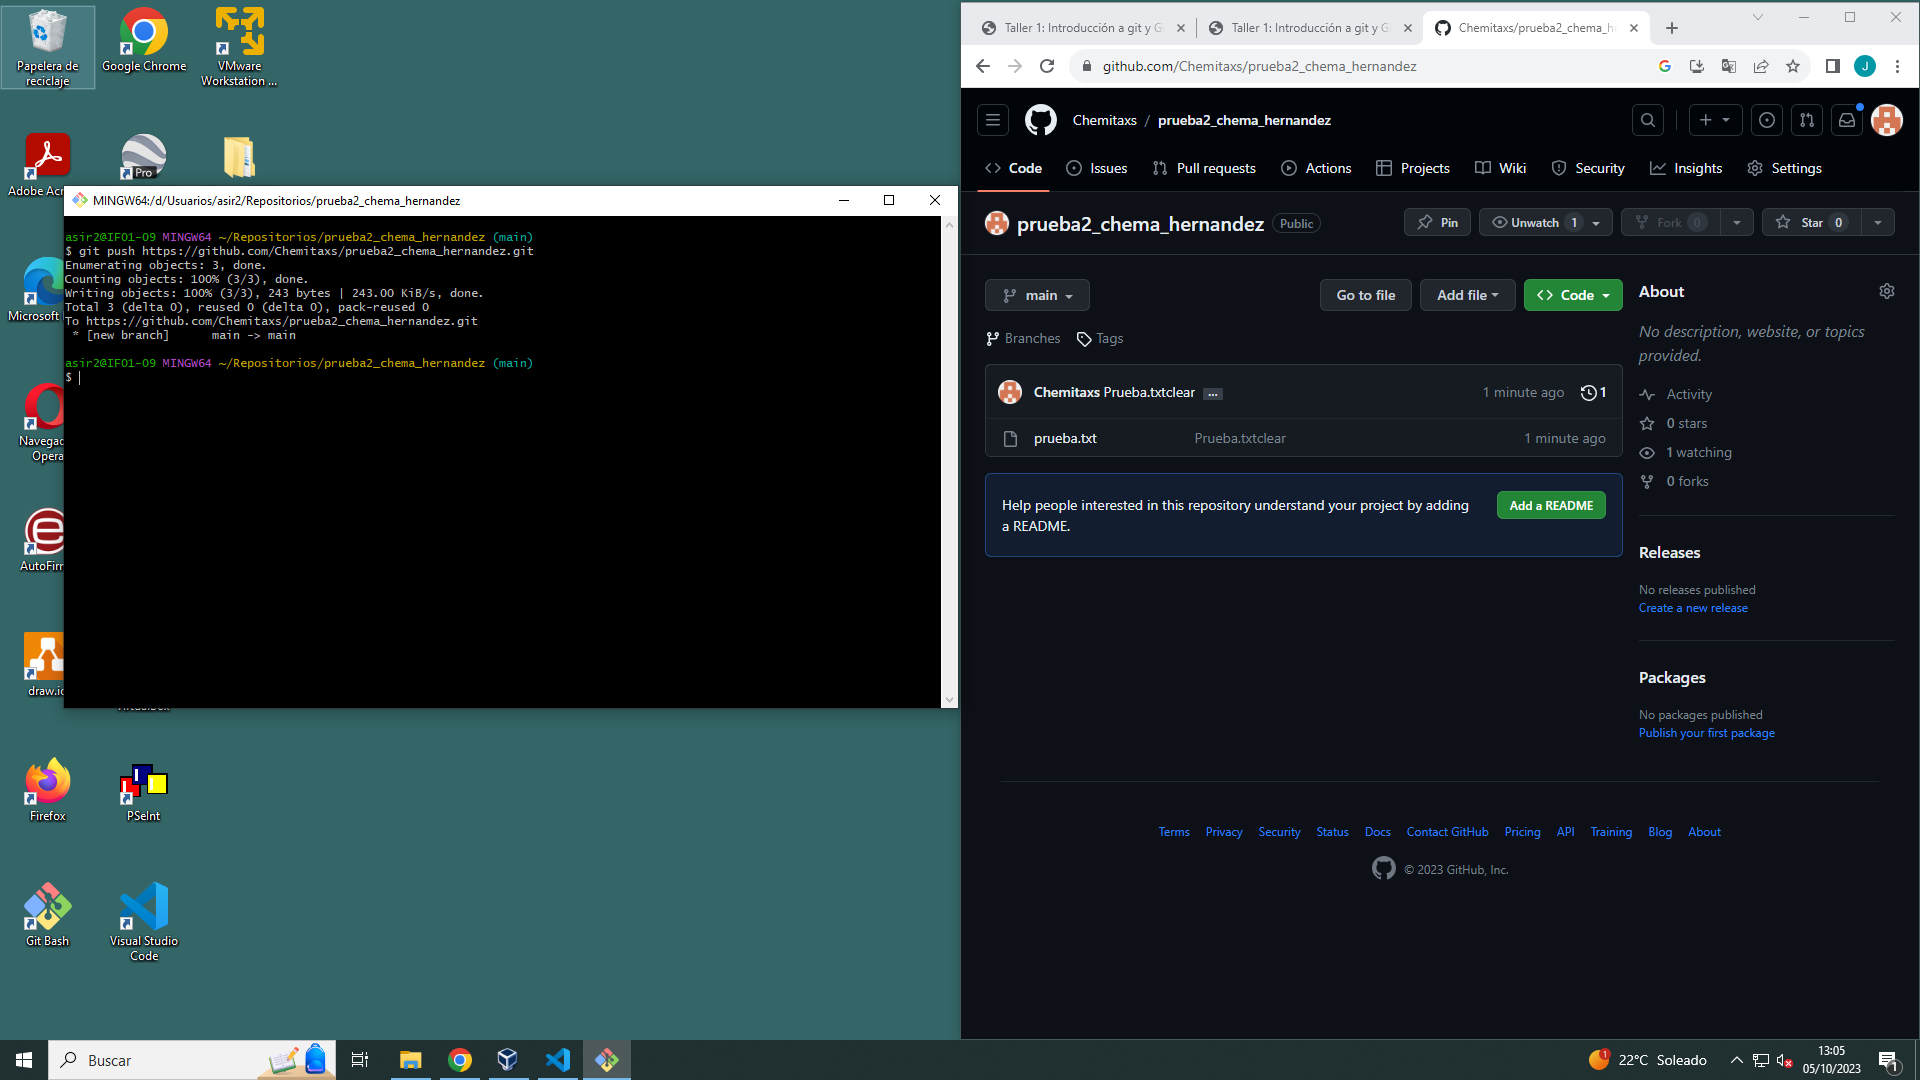 Papelera de
reciclaje
Google Chrome
VMware
Workstation ...
Adobe Acr
Pro
Microsoft
Navegad
Opera
AutoFirm
draw.io
Firefox
PSeInt
Git Bash
Visual Studio
Code
MINGW64:/d/Usuarios/asir2/Repositorios/prueba2_chema_hernandez
asir2@IF01-09 MINGW64 ~/Repositorios/prueba2_chema_hernandez (main)
$ git push https://github.com/Chemitaxs/prueba2_chema_hernandez.git
Enumerating objects: 3, done.
Counting objects: 100% (3/3), done.
Writing objects: 100% (3/3), 243 bytes | 243.00 KiB/s, done.
Total 3 (delta 0), reused 0 (delta 0), pack-reused 0
To https://github.com/Chemitaxs/prueba2_chema_hernandez.git
* [new branch]      main -> main
asir2@IF01-09 MINGW64 ~/Repositorios/prueba2_chema_hernandez (main)
$
Taller 1: Introducción a git y G
Taller 1: Introducción a git y G
Chemitaxs/prueba2_chema_he
github.com/Chemitaxs/prueba2_chema_hernandez
J
Chemitaxs / prueba2_chema_hernandez
Code Issues Pull requests Actions Projects Wiki Security Insights Settings
prueba2_chema_hernandez Public
Pin Unwatch 1 Fork 0 Star 0
main Go to file Add file Code
Branches Tags
Chemitaxs Prueba.txtclear ... 1 minute ago 1
prueba.txt Prueba.txtclear 1 minute ago
Help people interested in this repository understand your project by adding
a README.
Add a README
About
No description, website, or topics
provided.
Activity
0 stars
1 watching
0 forks
Releases
No releases published
Create a new release
Packages
No packages published
Publish your first package
Terms Privacy Security Status Docs Contact GitHub Pricing API Training Blog About
© 2023 GitHub, Inc.
Buscar
1
22°C Soleado
13:05
05/10/2023
1